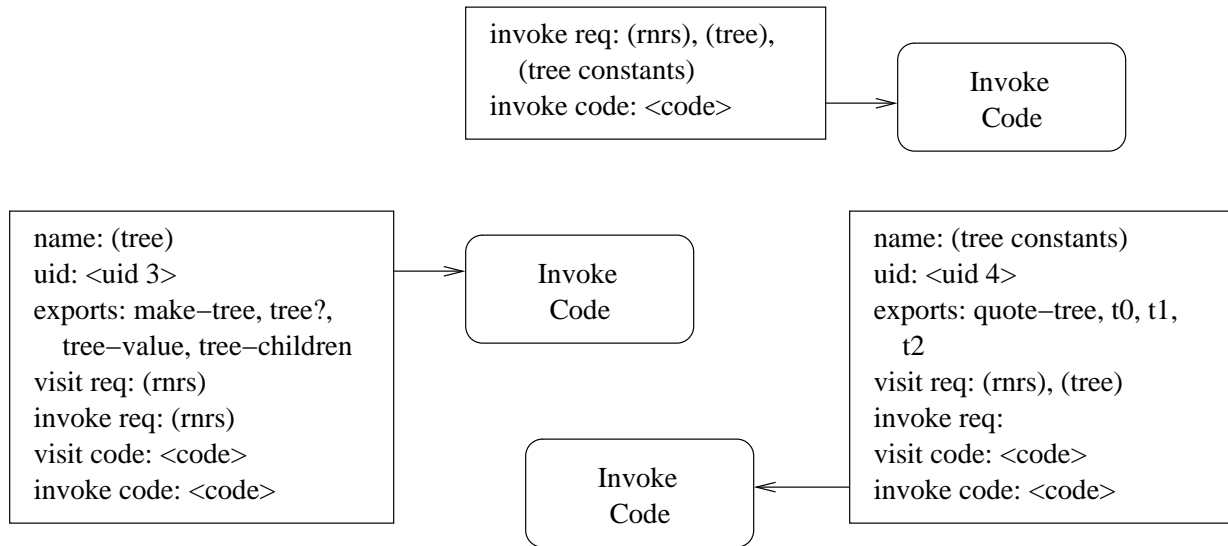 invoke req: (rnrs), (tree),
(tree constants)
invoke code: <code>
Invoke
Code
name: (tree)
uid: <uid 3>
exports: make−tree, tree?,
tree−value, tree−children
visit req: (rnrs)
invoke req: (rnrs)
visit code: <code>
invoke code: <code>
Invoke
Code
name: (tree constants)
uid: <uid 4>
exports: quote−tree, t0, t1,
t2
visit req: (rnrs), (tree)
invoke req:
visit code: <code>
invoke code: <code>
Invoke
Code